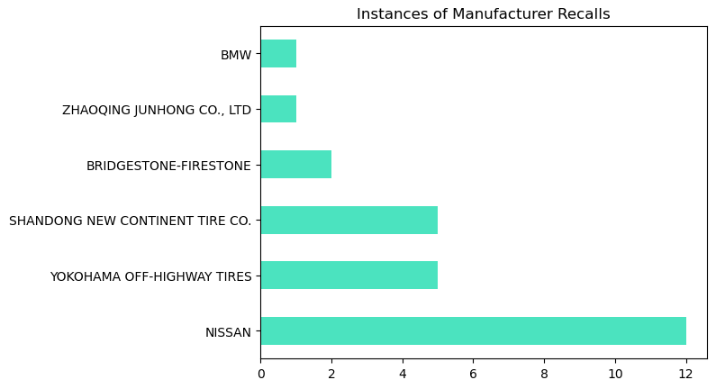 Instances of Manufacturer Recalls
BMW
ZHAOQING JUNHONG CO., LTD
BRIDGESTONE-FIRESTONE
SHANDONG NEW CONTINENT TIRE CO.
YOKOHAMA OFF-HIGHWAY TIRES
NISSAN
0 2 4 6 8 10 12